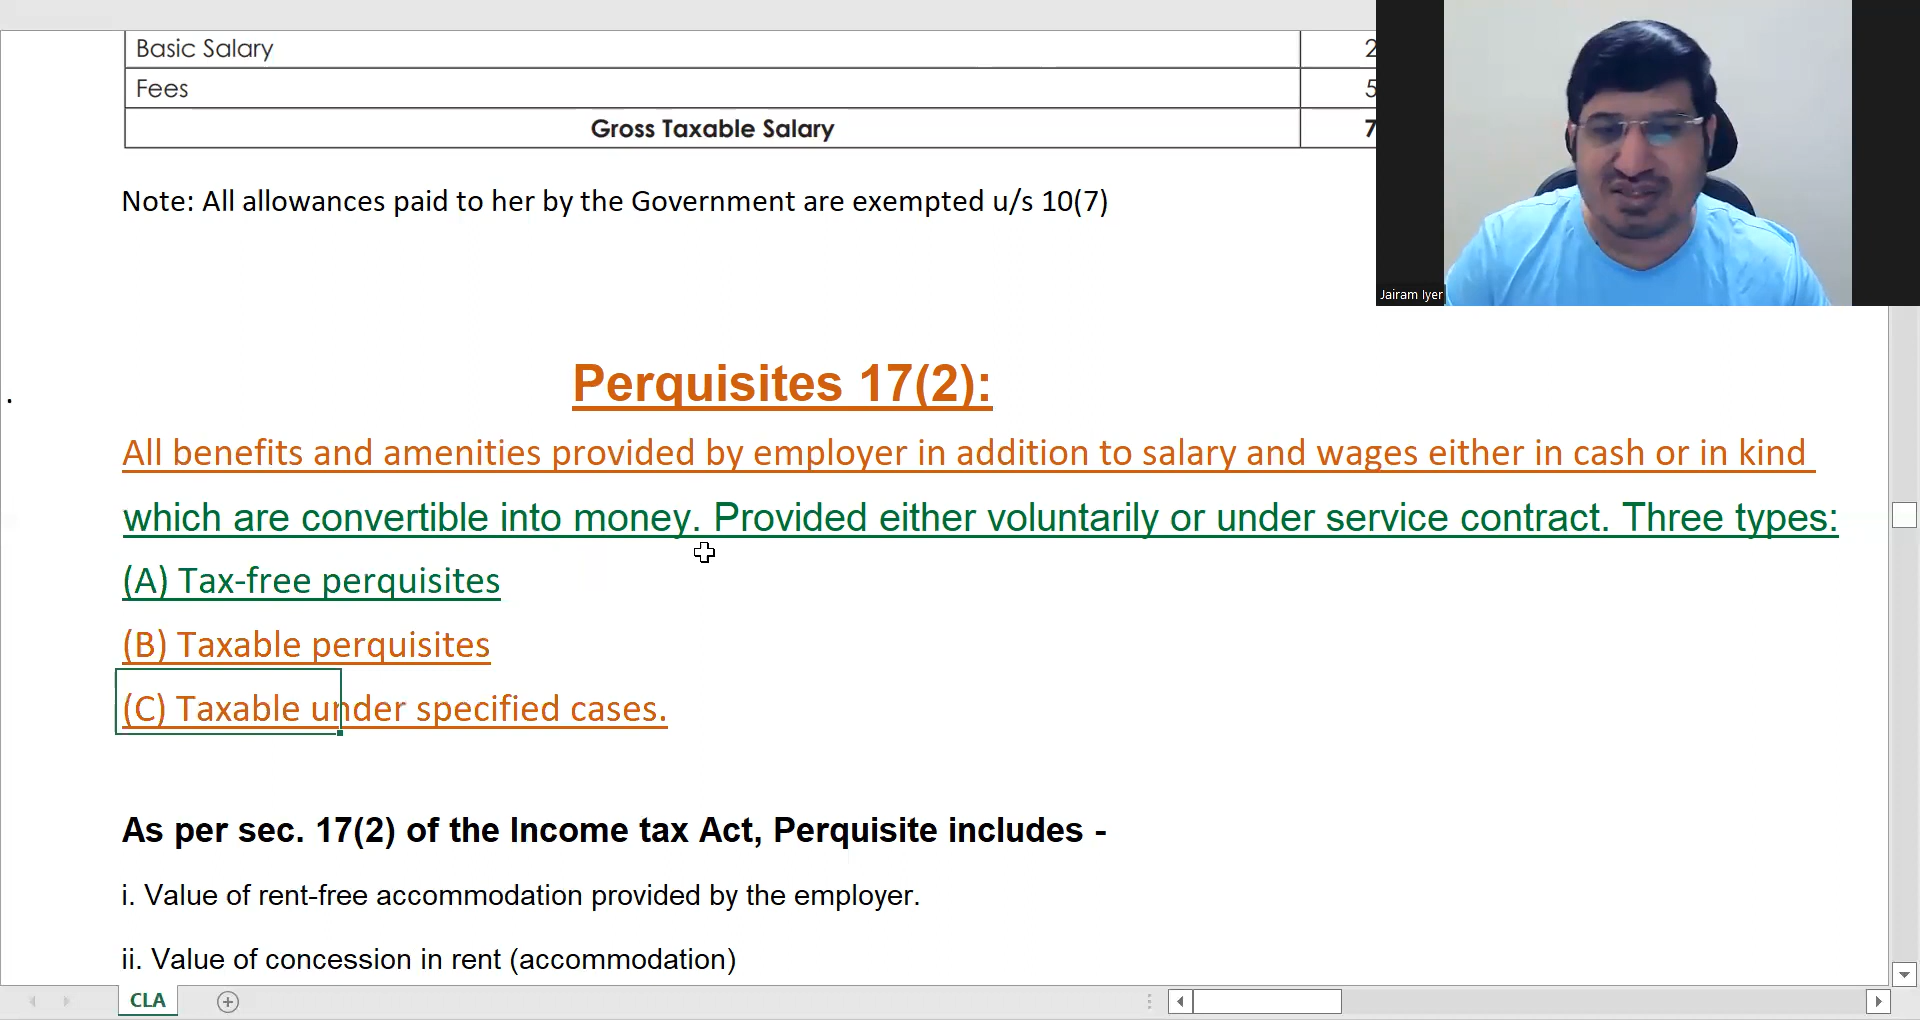 Basic Salary 2
Fees 5
Gross Taxable Salary 7
Note: All allowances paid to her by the Government are exempted u/s 10(7)
Jairam Iyer
Perquisites 17(2):
.
All benefits and amenities provided by employer in addition to salary and wages either in cash or in kind
which are convertible into money. Provided either voluntarily or under service contract. Three types:
(A) Tax-free perquisites
(B) Taxable perquisites
(C) Taxable under specified cases.
As per sec. 17(2) of the Income tax Act, Perquisite includes -
i. Value of rent-free accommodation provided by the employer.
ii. Value of concession in rent (accommodation)
CLA